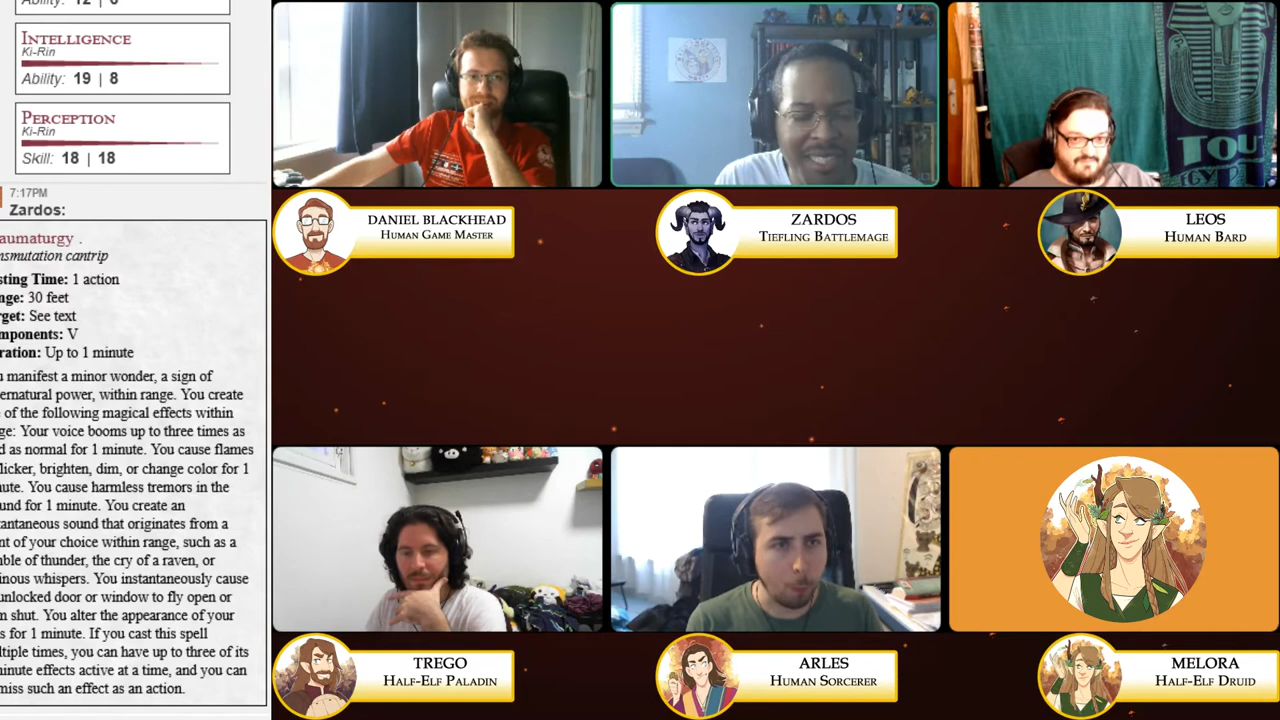 Ability: 12 | 6
INTELLIGENCE
Ki-Rin
Ability: 19 | 8
PERCEPTION
Ki-Rin
Skill: 18 | 18
7:17PM
Zardos:
aumaturgy .
nsmutation cantrip
sting Time: 1 action
nge: 30 feet
rget: See text
mponents: V
ration: Up to 1 minute
u manifest a minor wonder, a sign of
pernatural power, within range. You create
e of the following magical effects within
ge: Your voice booms up to three times as
d as normal for 1 minute. You cause flames
flicker, brighten, dim, or change color for 1
nute. You cause harmless tremors in the
ound for 1 minute. You create an
tantaneous sound that originates from a
nt of your choice within range, such as a
mble of thunder, the cry of a raven, or
inous whispers. You instantaneously cause
unlocked door or window to fly open or
m shut. You alter the appearance of your
s for 1 minute. If you cast this spell
ltiple times, you can have up to three of its
minute effects active at a time, and you can
miss such an effect as an action.
DANIEL BLACKHEAD
HUMAN GAME MASTER
ZARDOS
TIEFLING BATTLEMAGE
LEOS
HUMAN BARD
TOU
TREGO
HALF-ELF PALADIN
ARLES
HUMAN SORCERER
MELORA
HALF-ELF DRUID